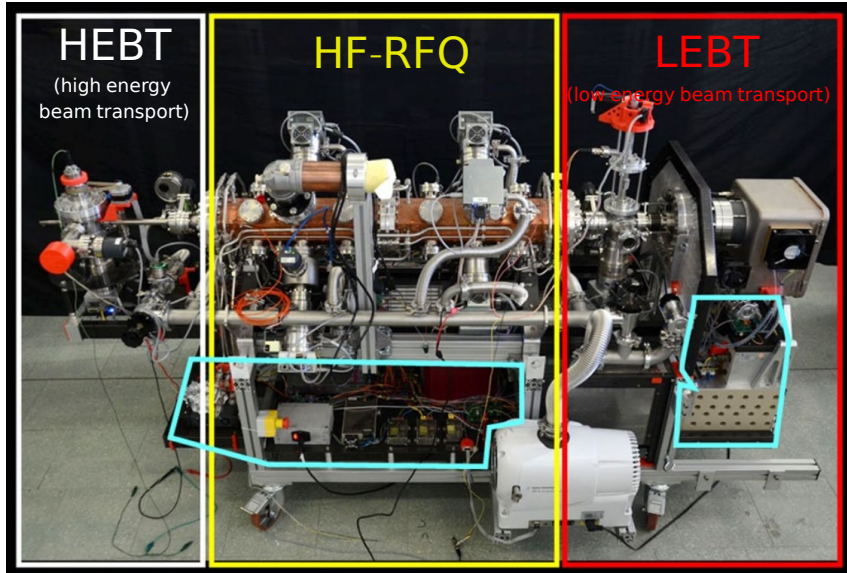 HEBT
(high energy
beam transport)
HF-RFQ
LEBT
(low energy beam transport)